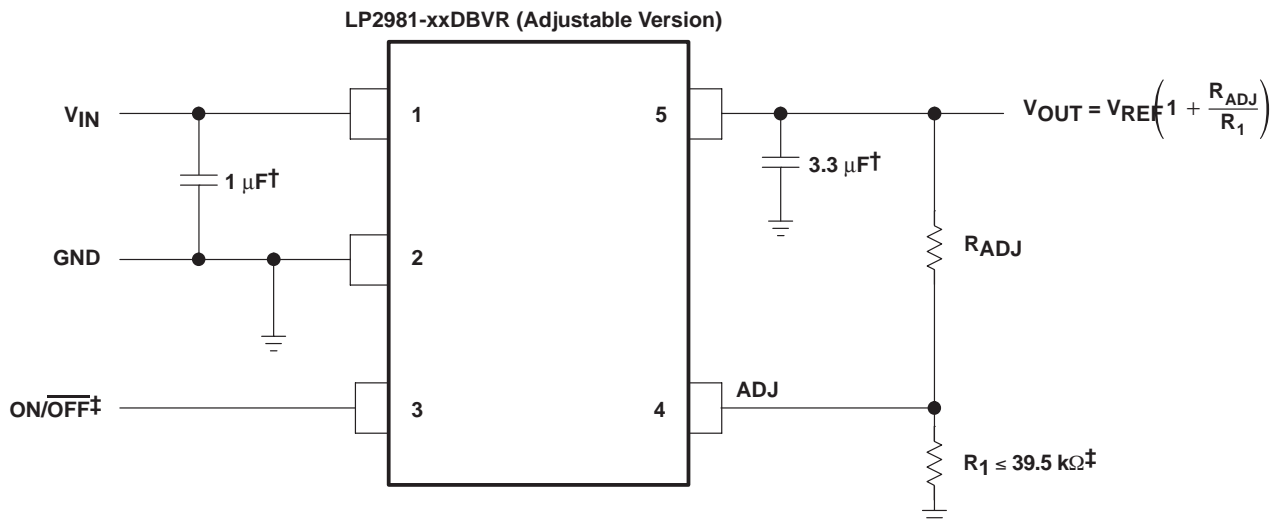 LP2981-xxDBVR (Adjustable Version)
VIN
1
5
VOUT = VREF(1 + RADJ/R1)
1 μF†
3.3 μF†
GND
2
RADJ
ON/OFF‡
3
4
ADJ
R1 ≤ 39.5 kΩ‡